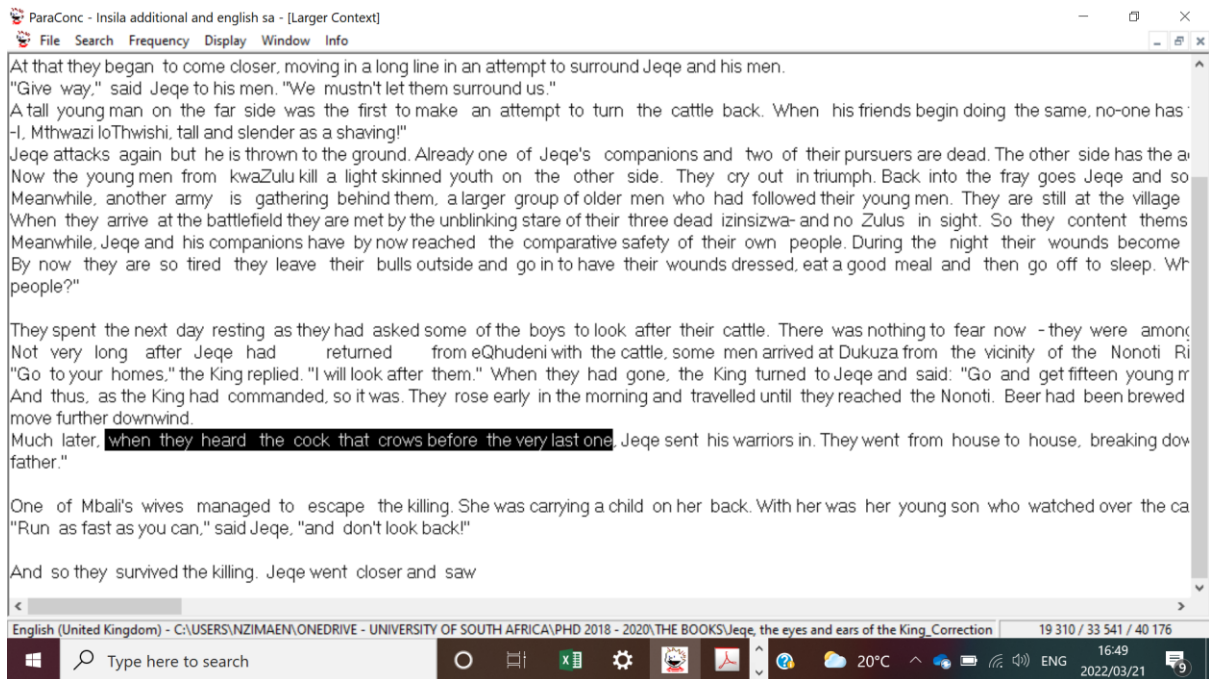 ParaConc - Insila additional and english sa - [Larger Context]
File Search Frequency Display Window Info
At that they began to come closer, moving in a long line in an attempt to surround Jeqe and his men.
"Give way," said Jeqe to his men. "We mustn't let them surround us."
A tall young man on the far side was the first to make an attempt to turn the cattle back. When his friends begin doing the same, no-one has
-I, Mthwazi loThwishi, tall and slender as a shaving!"
Jeqe attacks again but he is thrown to the ground. Already one of Jeqe's companions and two of their pursuers are dead. The other side has the
Now the young men from kwaZulu kill a light skinned youth on the other side. They cry out in triumph. Back into the fray goes Jeqe and so
Meanwhile, another army is gathering behind them, a larger group of older men who had followed their young men. They are still at the village
When they arrive at the battlefield they are met by the unblinking stare of their three dead izinsizwa- and no Zulus in sight. So they content thems
Meanwhile, Jeqe and his companions have by now reached the comparative safety of their own people. During the night their wounds become
By now they are so tired they leave their bulls outside and go in to have their wounds dressed, eat a good meal and then go off to sleep. Wh
people?"
They spent the next day resting as they had asked some of the boys to look after their cattle. There was nothing to fear now - they were among
Not very long after Jeqe had returned from eQhudeni with the cattle, some men arrived at Dukuza from the vicinity of the Nonoti Ri
"Go to your homes," the King replied. "I will look after them." When they had gone, the King turned to Jeqe and said: "Go and get fifteen young m
And thus, as the King had commanded, so it was. They rose early in the morning and travelled until they reached the Nonoti. Beer had been brewed
move further downwind.
Much later, when they heard the cock that crows before the very last one, Jeqe sent his warriors in. They went from house to house, breaking dow
father."
One of Mbali's wives managed to escape the killing. She was carrying a child on her back. With her was her young son who watched over the ca
"Run as fast as you can," said Jeqe, "and don't look back!"
And so they survived the killing. Jeqe went closer and saw
English (United Kingdom) - C:\USERS\NZIMAEN\ONEDRIVE - UNIVERSITY OF SOUTH AFRICA\PHD 2018 - 2020\THE BOOKS\Jeqe, the eyes and ears of the King_Correction 19 310 / 33 541 / 40 176
Type here to search 20°C ENG 16:49
2022/03/21 9